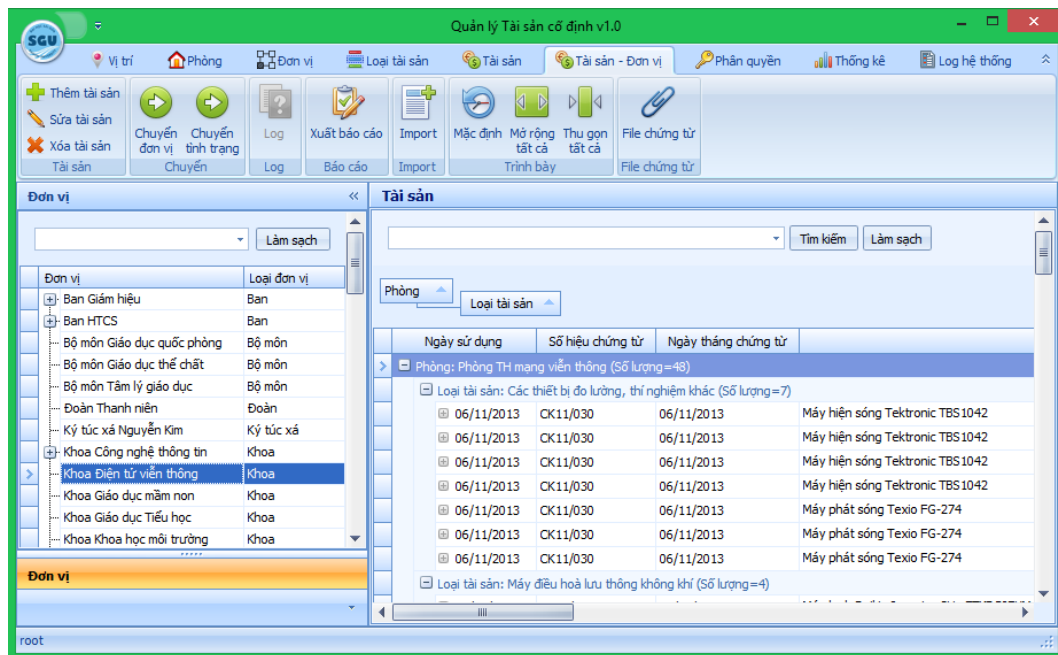 Quản lý Tài sản cố định v1.0
SGU
Vị trí Phòng Đơn vị Loại tài sản Tài sản Tài sản - Đơn vị Phân quyền Thống kê Log hệ thống
Thêm tài sản
Sửa tài sản
Xóa tài sản
Tài sản
Chuyển đơn vị
Chuyển tình trạng
Chuyển
Log
Log
Xuất báo cáo
Báo cáo
Import
Import
Mặc định
Mở rộng tất cả
Thu gọn tất cả
Trình bày
File chứng từ
File chứng từ
Đơn vị
Làm sạch
Đơn vị Loại đơn vị
Ban Giám hiệu Ban
Ban HTCS Ban
Bộ môn Giáo dục quốc phòng Bộ môn
Bộ môn Giáo dục thể chất Bộ môn
Bộ môn Tâm lý giáo dục Bộ môn
Đoàn Thanh niên Đoàn
Ký túc xá Nguyễn Kim Ký túc xá
Khoa Công nghệ thông tin Khoa
Khoa Điện tử viễn thông Khoa
Khoa Giáo dục mầm non Khoa
Khoa Giáo dục Tiểu học Khoa
Khoa Khoa học môi trường Khoa
Đơn vị
Tài sản
Tìm kiếm Làm sạch
Phòng
Loại tài sản
Ngày sử dụng Số hiệu chứng từ Ngày tháng chứng từ
Phòng: Phòng TH mạng viễn thông (Số lượng=48)
Loại tài sản: Các thiết bị đo lường, thí nghiệm khác (Số lượng=7)
06/11/2013 CK11/030 06/11/2013 Máy hiện sóng Tektronic TBS1042
06/11/2013 CK11/030 06/11/2013 Máy hiện sóng Tektronic TBS1042
06/11/2013 CK11/030 06/11/2013 Máy hiện sóng Tektronic TBS1042
06/11/2013 CK11/030 06/11/2013 Máy hiện sóng Tektronic TBS1042
06/11/2013 CK11/030 06/11/2013 Máy phát sóng Texio FG-274
06/11/2013 CK11/030 06/11/2013 Máy phát sóng Texio FG-274
06/11/2013 CK11/030 06/11/2013 Máy phát sóng Texio FG-274
Loại tài sản: Máy điều hoà lưu thông không khí (Số lượng=4)
root